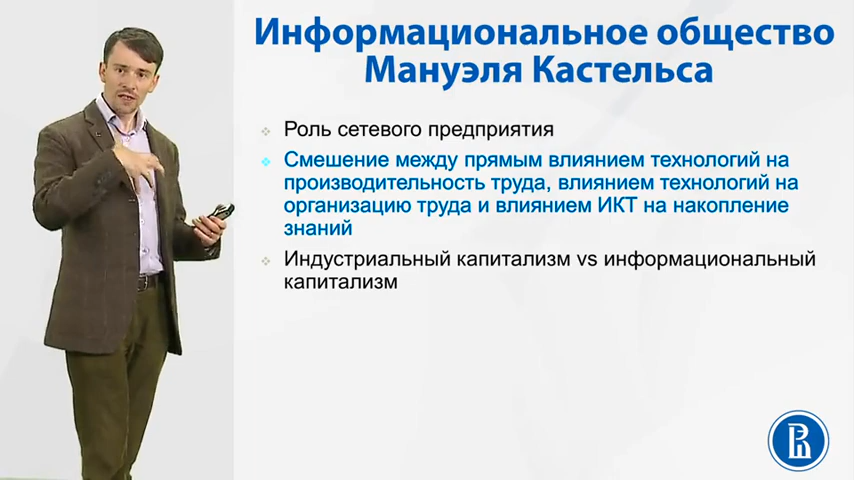 Информациональное общество
Мануэля Кастельса
Роль сетевого предприятия
Смешение между прямым влиянием технологий на
производительность труда, влиянием технологий на
организацию труда и влиянием ИКТ на накопление
знаний
Индустриальный капитализм vs информациональный
капитализм